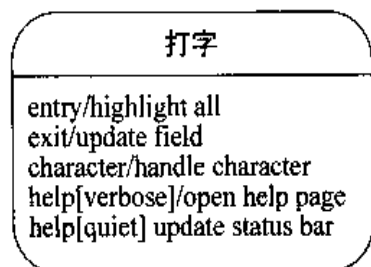 打字
entry/highlight all
exit/update field
character/handle character
help[verbose]/open help page
help[quiet] update status bar